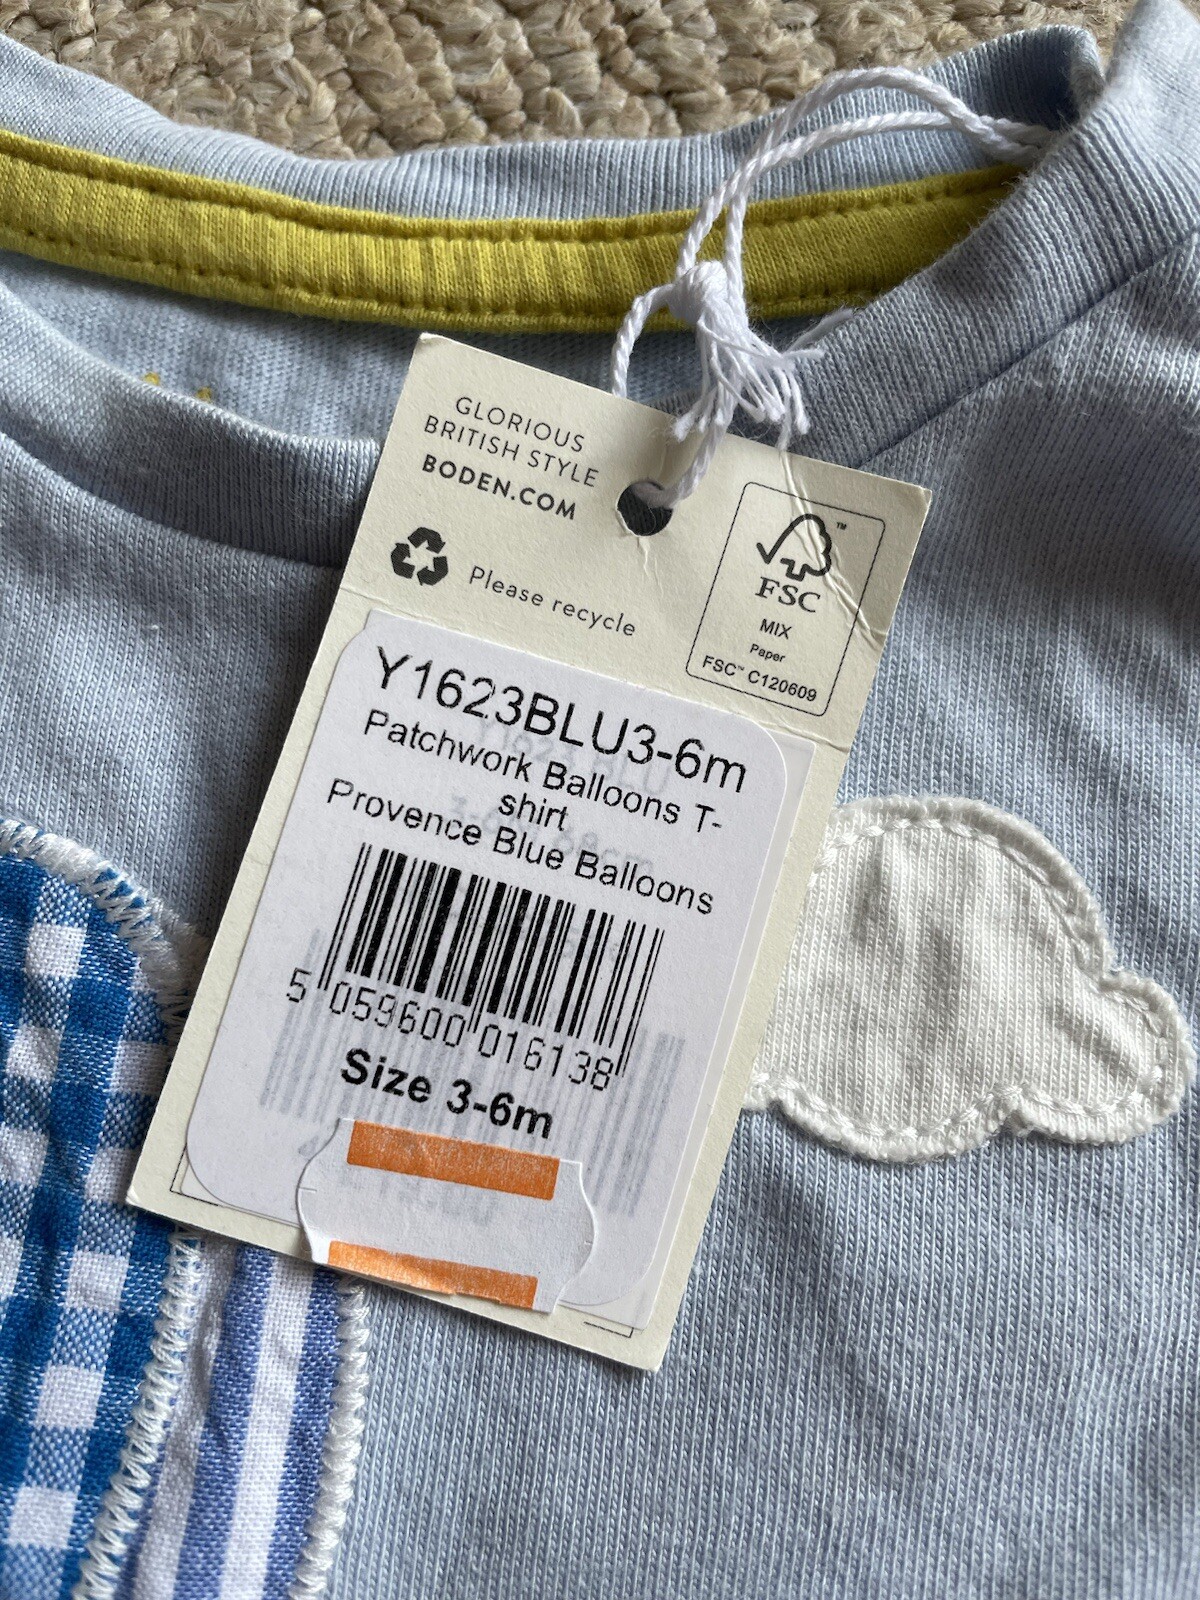 GLORIOUS
BRITISH STYLE
BODEN.COM
Please recycle
FSC
MIX
Paper
FSC™ C120609
Y1623BLU3-6m
Patchwork Balloons T-
shirt
Provence Blue Balloons
5 059600 016138
Size 3-6m